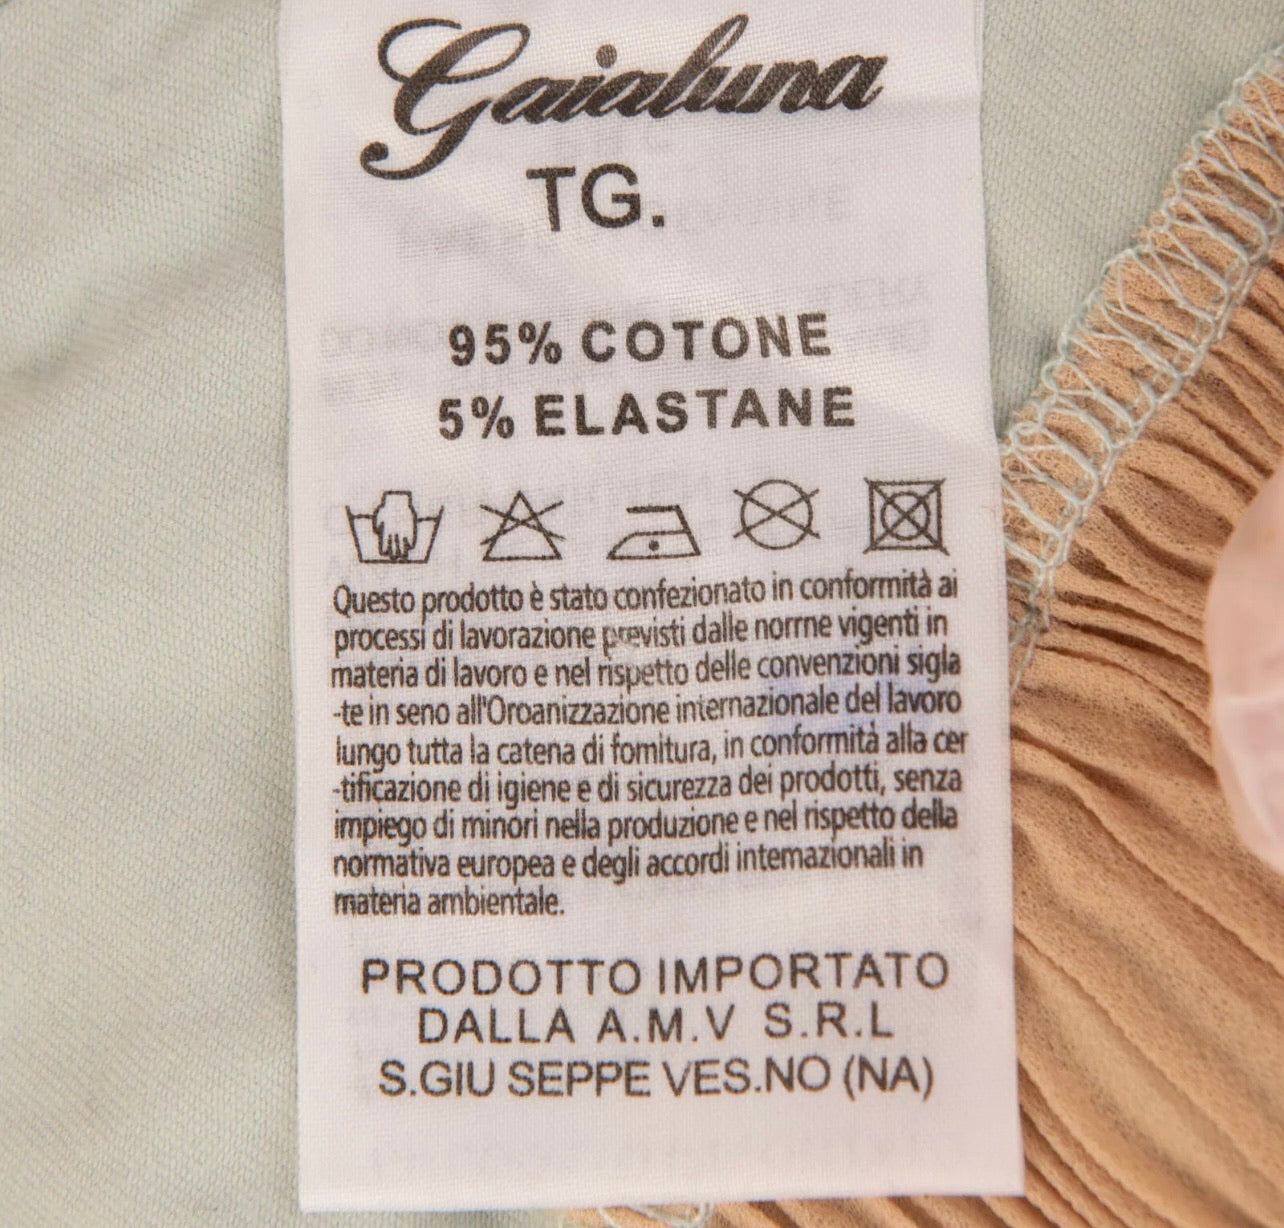 Gaialuna
TG.
95% COTONE
5% ELASTANE
Questo prodotto è stato confezionato in conformità ai
processi di lavorazione previsti dalle norme vigenti in
materia di lavoro e nel rispetto delle convenzioni sigla
-te in seno all'Oroanizzazione internazionale del lavoro
lungo tutta la catena di fomitura, in conformità alla cer
-tificazione di igiene e di sicurezza dei prodotti, senza
impiego di minori nella produzione e nel rispetto della
normativa europea e degli accordi intemazionali in
materia ambientale.
PRODOTTO IMPORTATO
DALLA A.M.V S.R.L
S.GIU SEPPE VES.NO (NA)